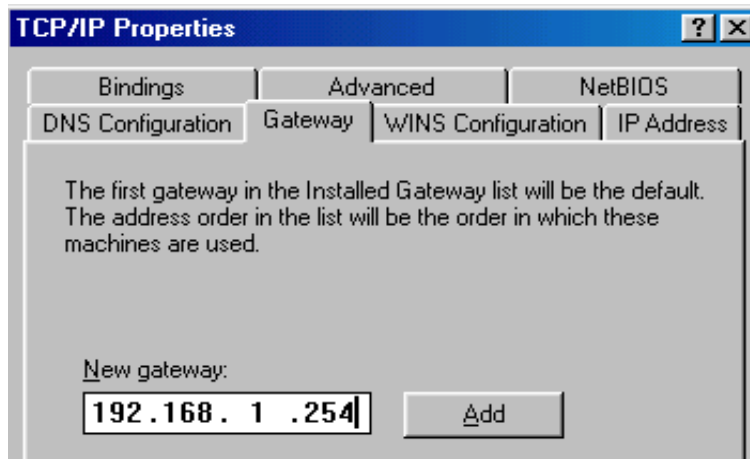 TCP/IP Properties
? X
Bindings Advanced NetBIOS
DNS Configuration Gateway WINS Configuration IP Address
The first gateway in the Installed Gateway list will be the default.
The address order in the list will be the order in which these
machines are used.
New gateway:
192.168. 1 .254 Add